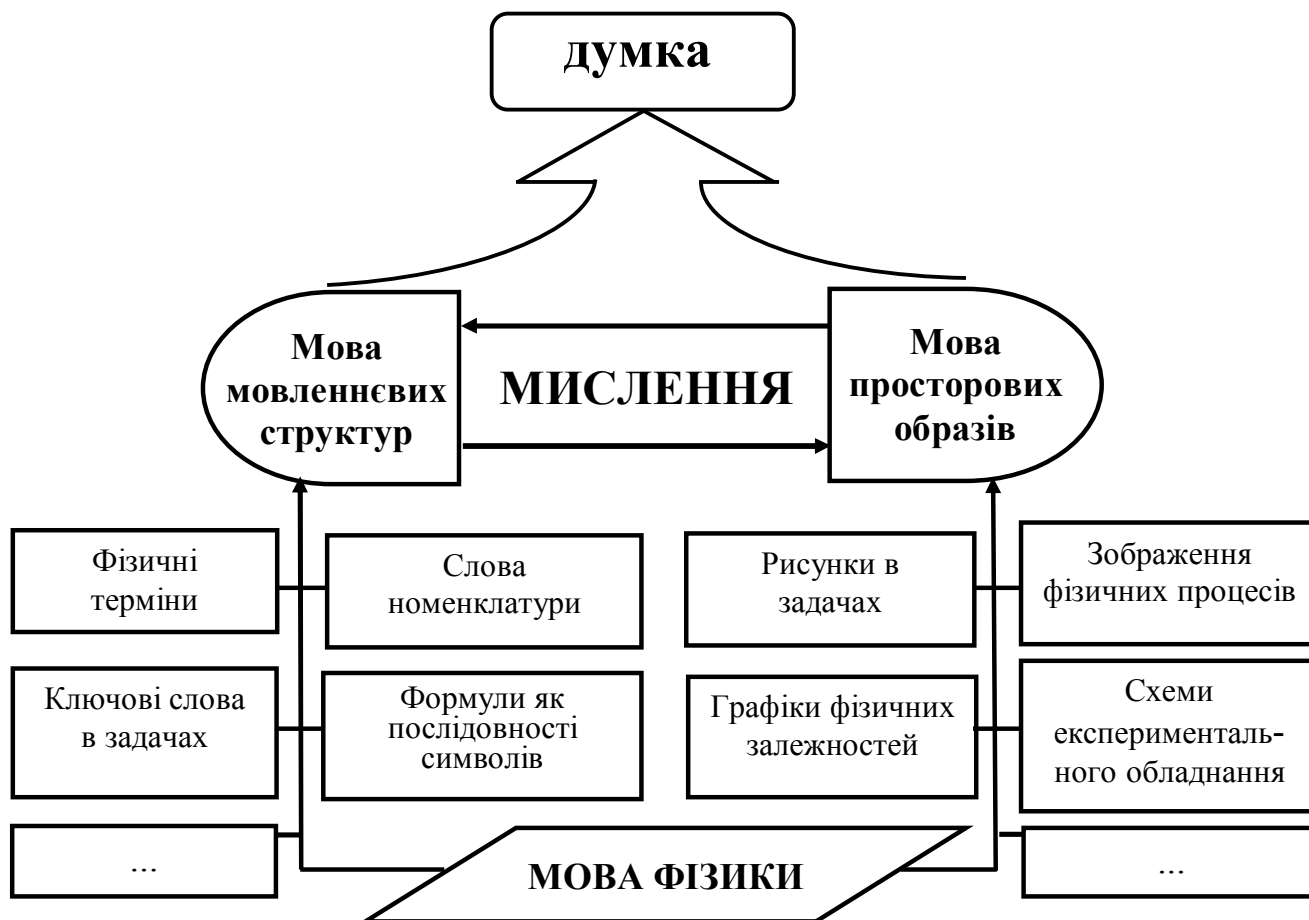 думка
Мова
мовленнєвих
структур
МИСЛЕННЯ
Мова
просторових
образів
Фізичні
терміни
Слова
номенклатури
Рисунки в
задачах
Зображення
фізичних процесів
Ключові слова
в задачах
Формули як
послідовності
символів
Графіки фізичних
залежностей
Схеми
експерименталь-
ного обладнання
...
МОВА ФІЗИКИ
...